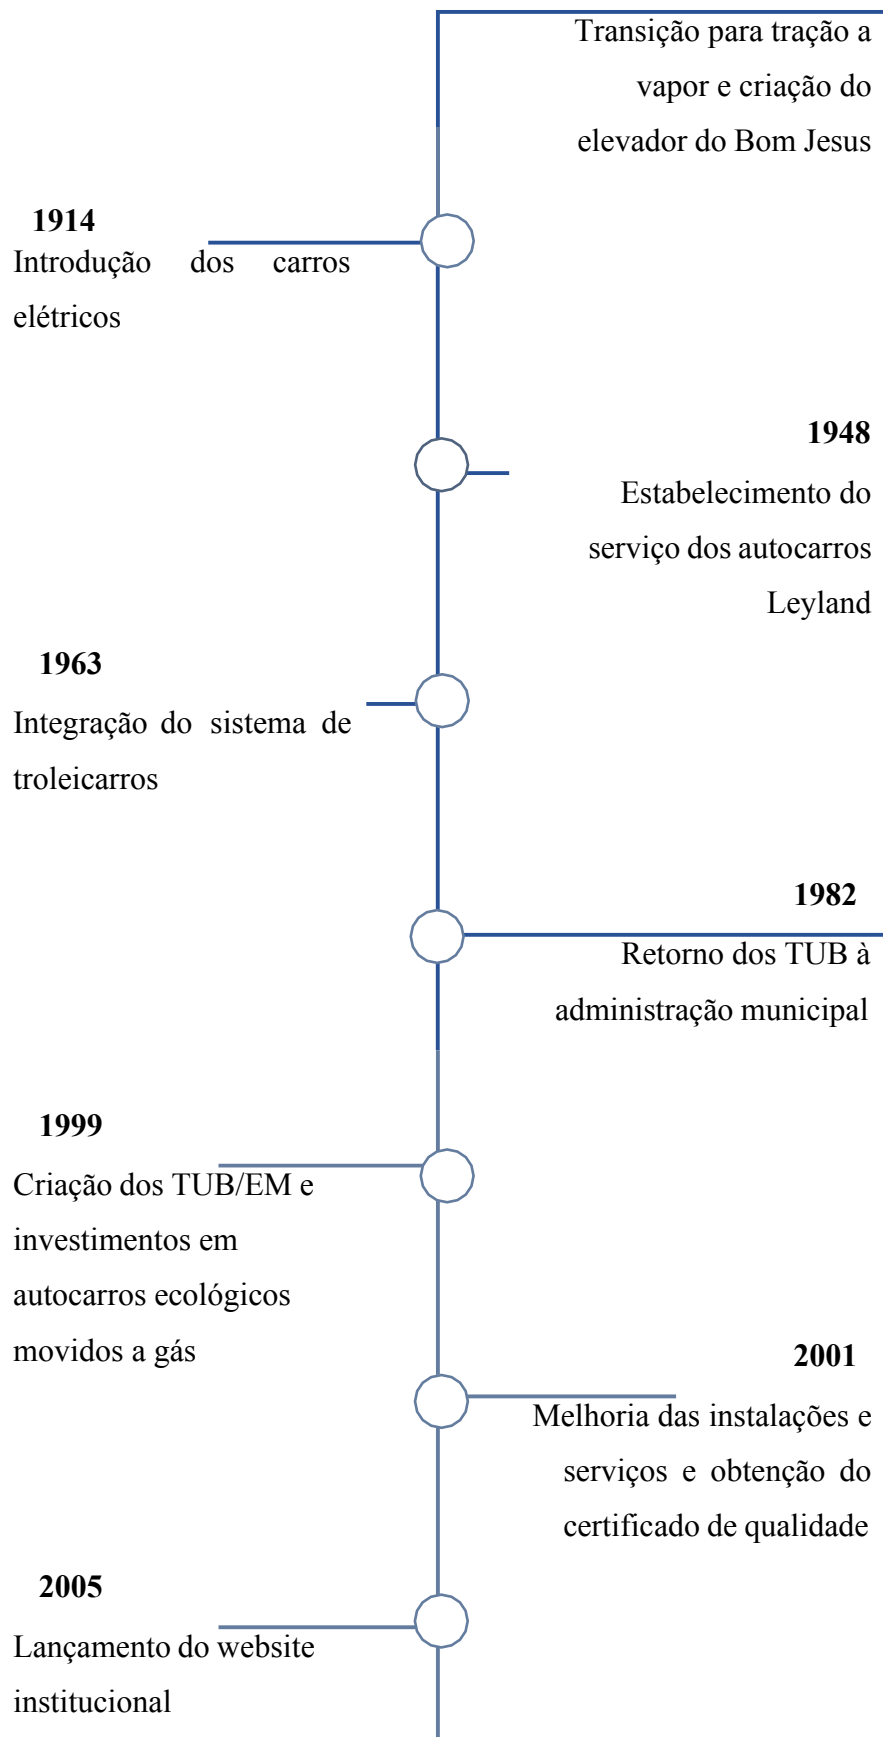 Transição para tração a
vapor e criação do
elevador do Bom Jesus
1914
Introdução dos carros
elétricos
1948
Estabelecimento do
serviço dos autocarros
Leyland
1963
Integração do sistema de
troleicarros
1982
Retorno dos TUB à
administração municipal
1999
Criação dos TUB/EM e
investimentos em
autocarros ecológicos
movidos a gás
2001
Melhoria das instalações e
serviços e obtenção do
certificado de qualidade
2005
Lançamento do website
institucional